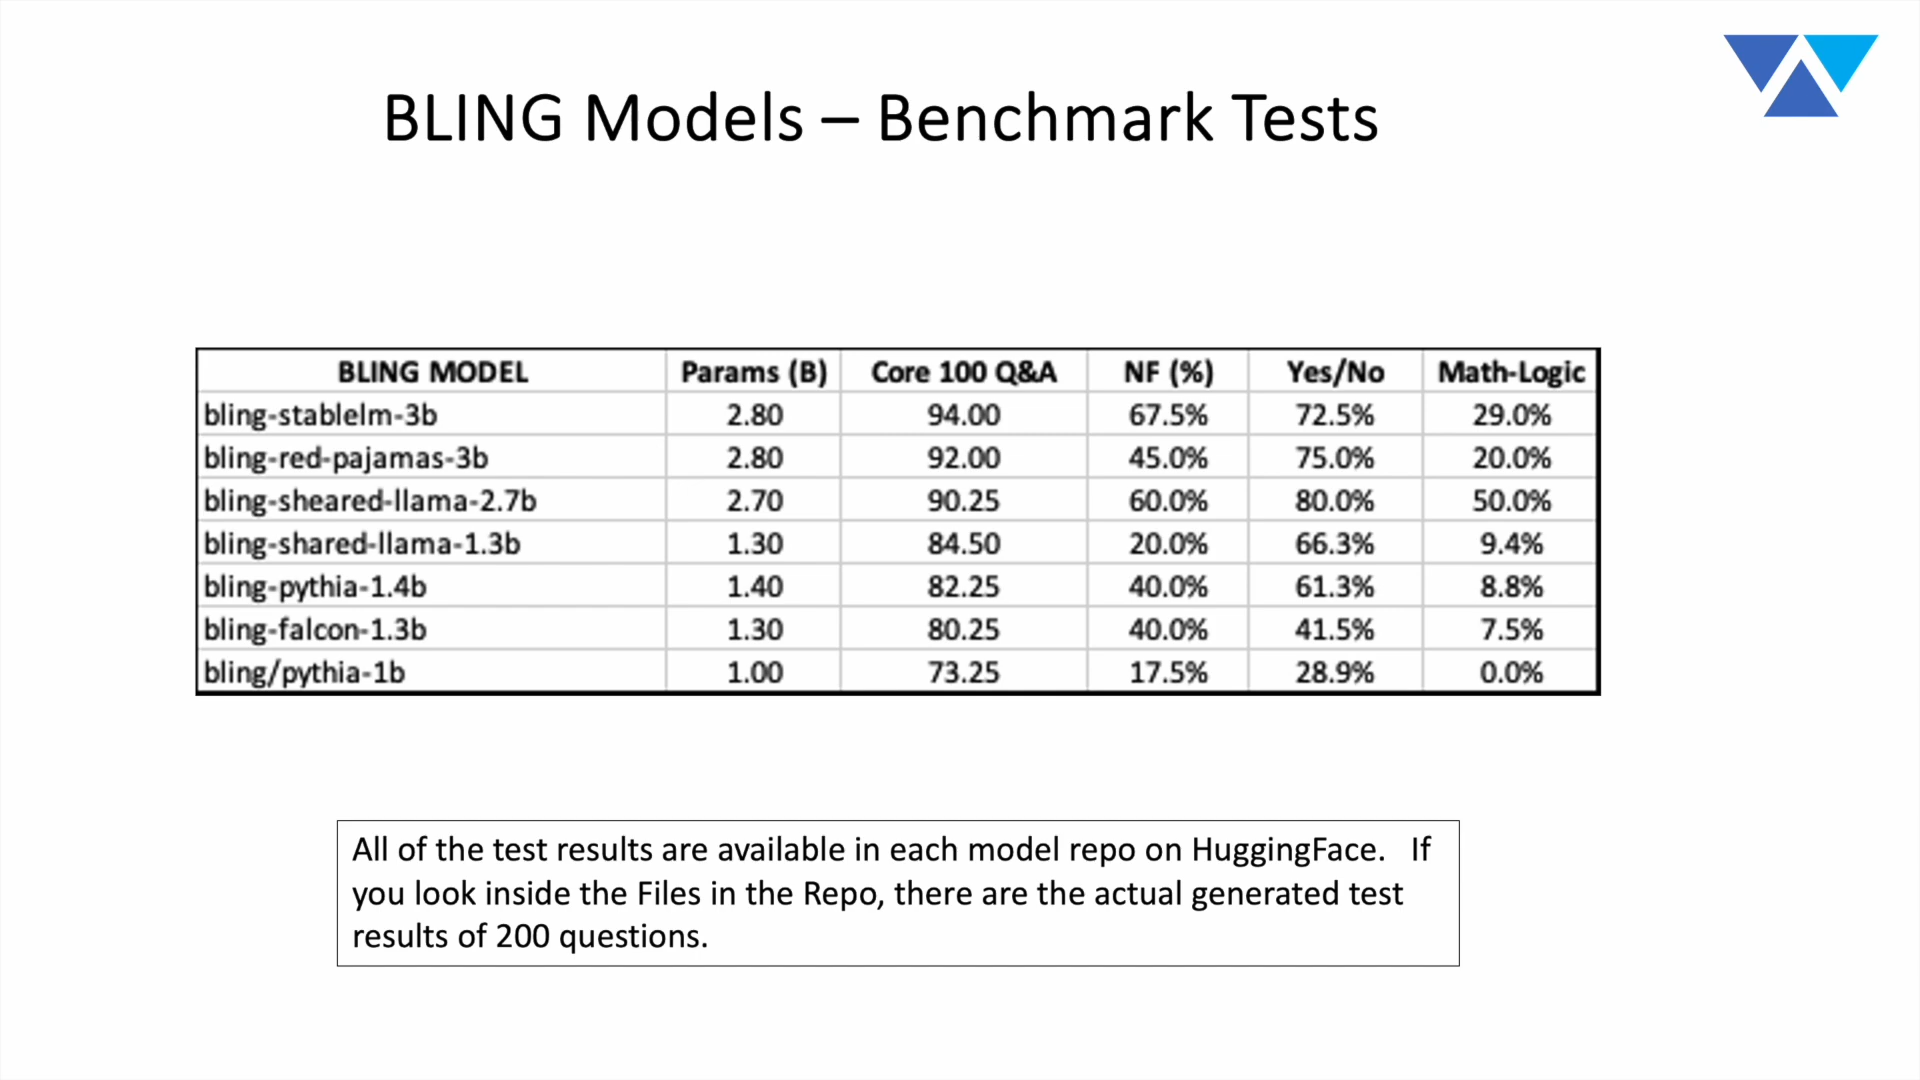 BLING Models – Benchmark Tests
BLING MODEL Params (B) Core 100 Q&A NF (%) Yes/No Math-Logic
bling-stablelm-3b 2.80 94.00 67.5% 72.5% 29.0%
bling-red-pajamas-3b 2.80 92.00 45.0% 75.0% 20.0%
bling-sheared-llama-2.7b 2.70 90.25 60.0% 80.0% 50.0%
bling-shared-llama-1.3b 1.30 84.50 20.0% 66.3% 9.4%
bling-pythia-1.4b 1.40 82.25 40.0% 61.3% 8.8%
bling-falcon-1.3b 1.30 80.25 40.0% 41.5% 7.5%
bling/pythia-1b 1.00 73.25 17.5% 28.9% 0.0%
All of the test results are available in each model repo on HuggingFace. If
you look inside the Files in the Repo, there are the actual generated test
results of 200 questions.